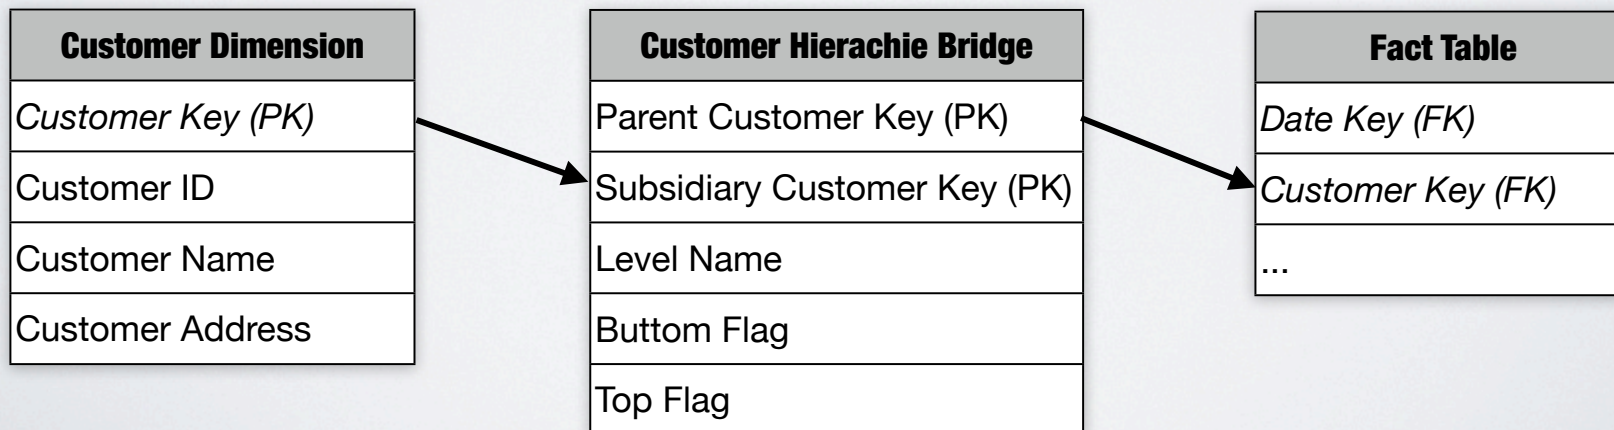 Customer Dimension
Customer Key (PK)
Customer ID
Customer Name
Customer Address
Customer Hierachie Bridge
Parent Customer Key (PK)
Subsidiary Customer Key (PK)
Level Name
Buttom Flag
Top Flag
Fact Table
Date Key (FK)
Customer Key (FK)
...